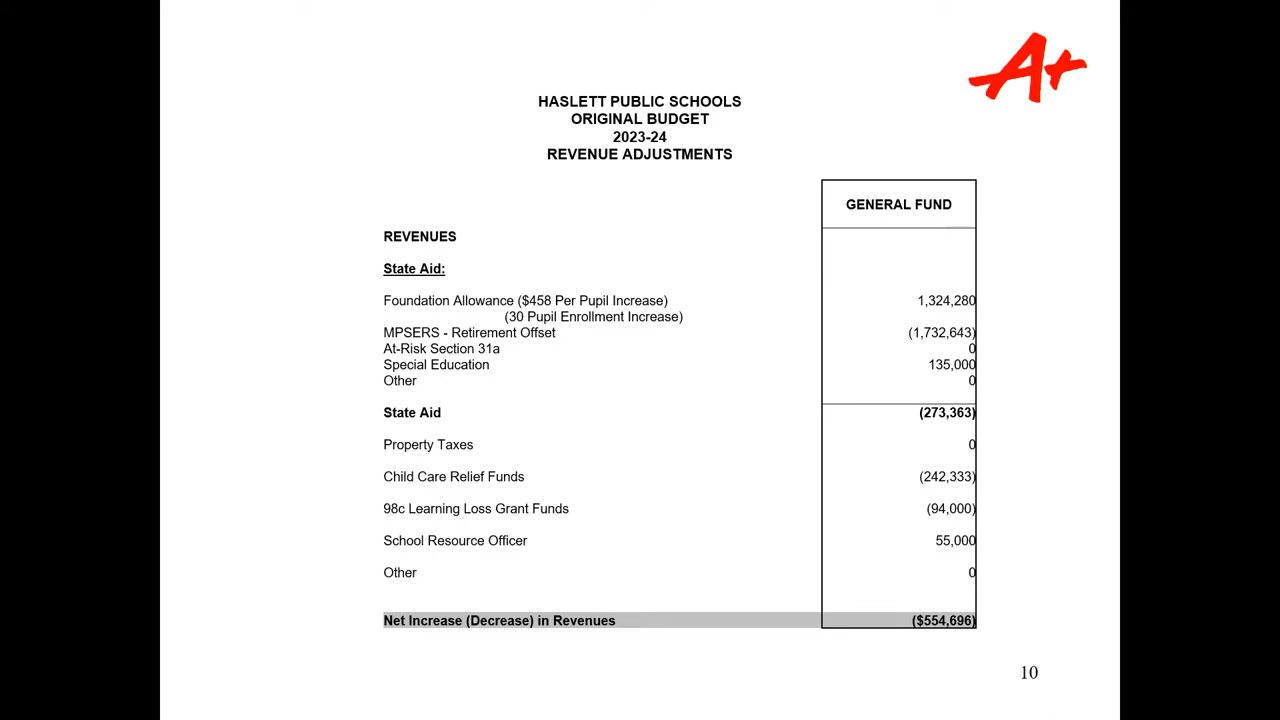 A+
HASLETT PUBLIC SCHOOLS
ORIGINAL BUDGET
2023-24
REVENUE ADJUSTMENTS
GENERAL FUND
REVENUES
State Aid:
Foundation Allowance ($458 Per Pupil Increase) 1,324,280
(30 Pupil Enrollment Increase)
MPSERS - Retirement Offset (1,732,643)
At-Risk Section 31a 0
Special Education 135,000
Other 0
State Aid (273,363)
Property Taxes 0
Child Care Relief Funds (242,333)
98c Learning Loss Grant Funds (94,000)
School Resource Officer 55,000
Other 0
Net Increase (Decrease) in Revenues ($554,696)
10